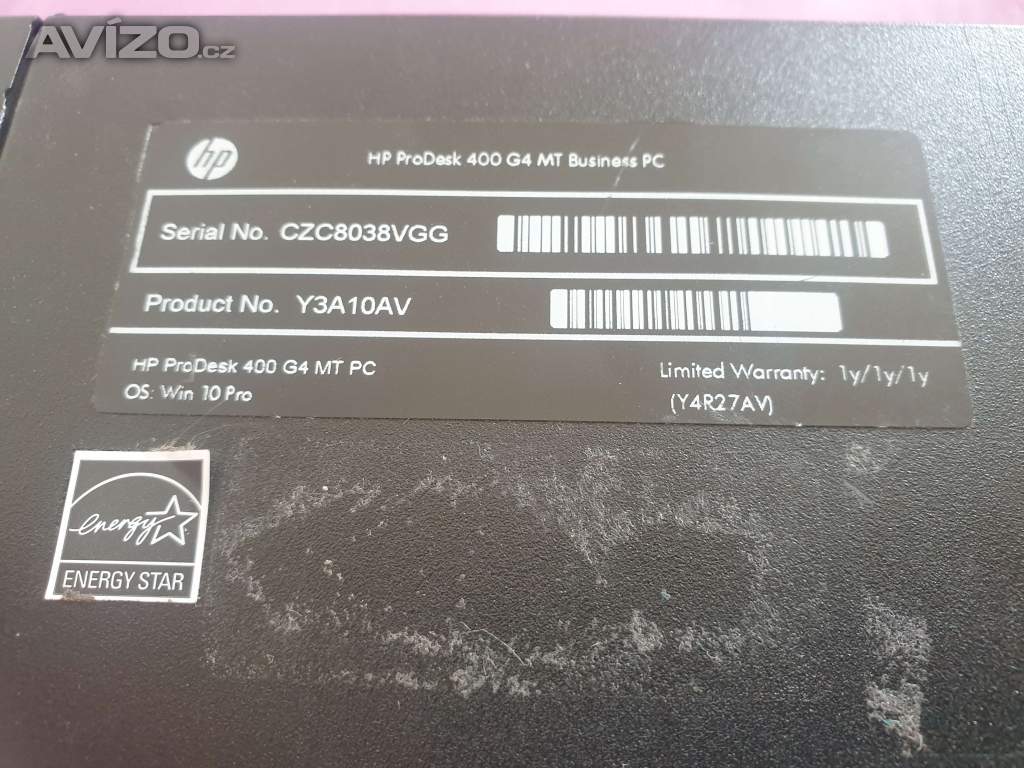 AVÍZO.cz
hp
HP ProDesk 400 G4 MT Business PC
Serial No. CZC8038VGG
Product No. Y3A10AV
HP ProDesk 400 G4 MT PC
OS: Win 10 Pro
Limited Warranty: 1y/1y/1y
(Y4R27AV)
energy
ENERGY STAR